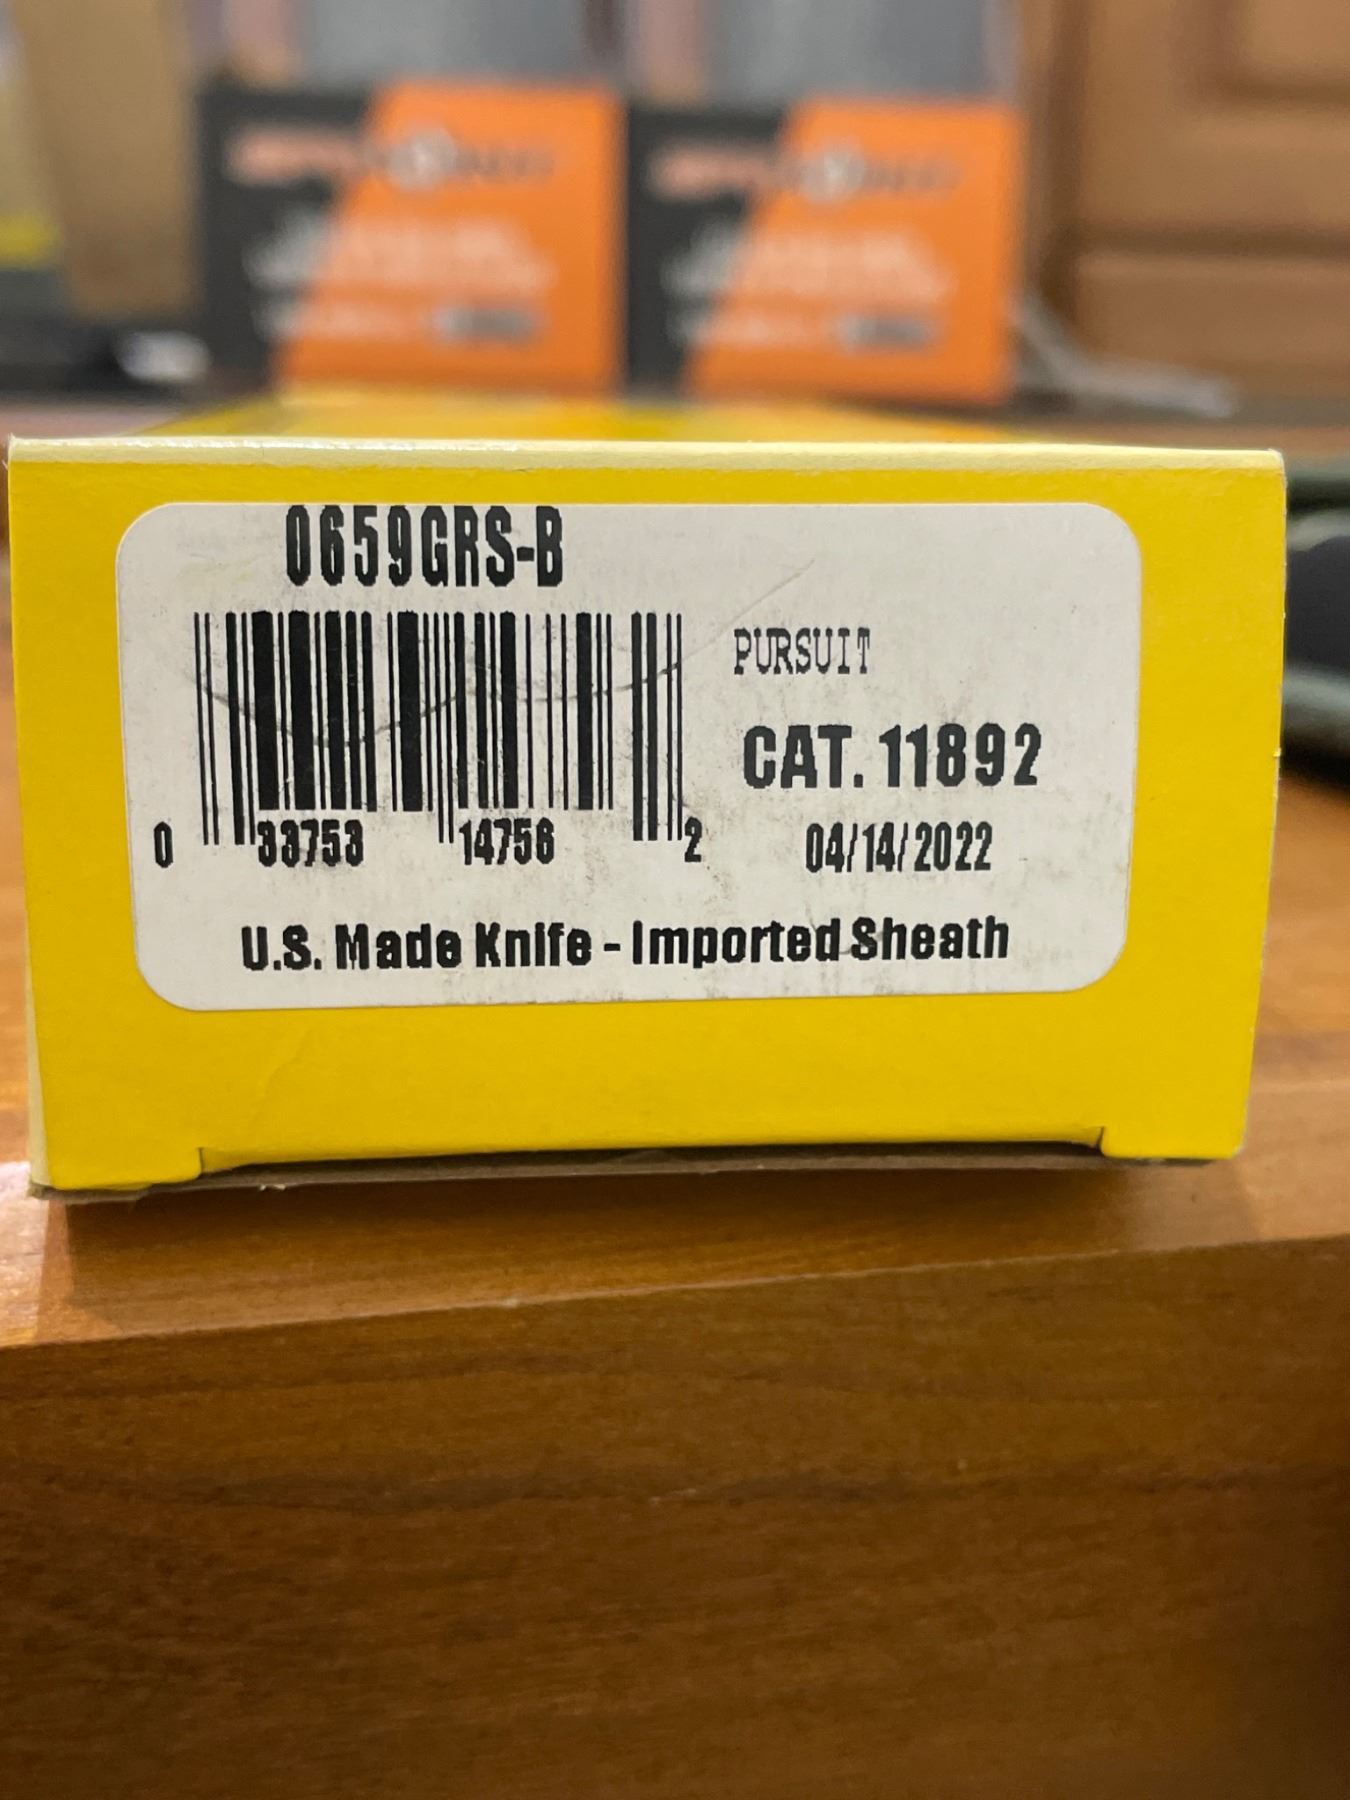 0659GRS-B
PURSUIT
CAT. 11892
0 33753 14756 2
04/14/2022
U.S. Made Knife - Imported Sheath